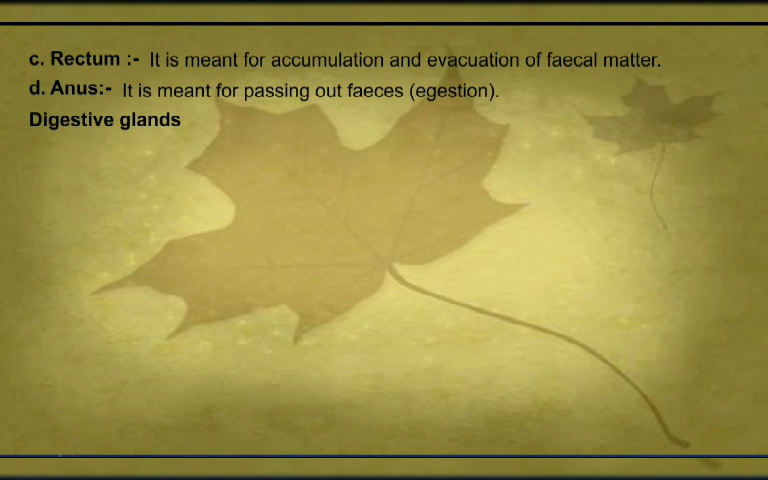 c. Rectum :- It is meant for accumulation and evacuation of faecal matter.
d. Anus:- It is meant for passing out faeces (egestion).
Digestive glands